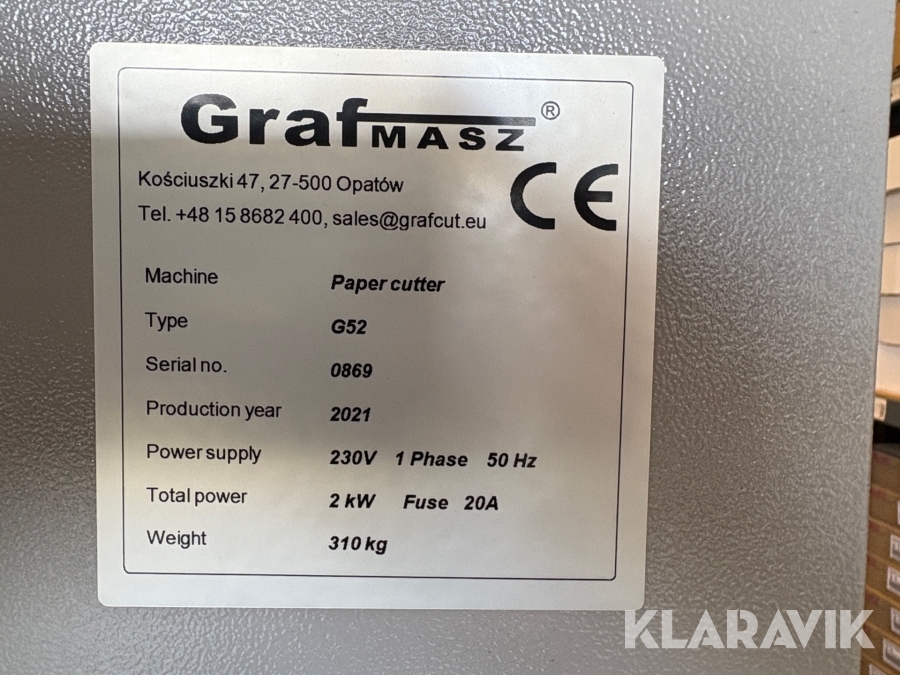 GrafMASZ®
Kościuszki 47, 27-500 Opatów
Tel. +48 15 8682 400, sales@grafcut.eu
CE
Machine Paper cutter
Type G52
Serial no. 0869
Production year 2021
Power supply 230V 1 Phase 50 Hz
Total power 2 kW Fuse 20A
Weight 310 kg
KLARAVIK